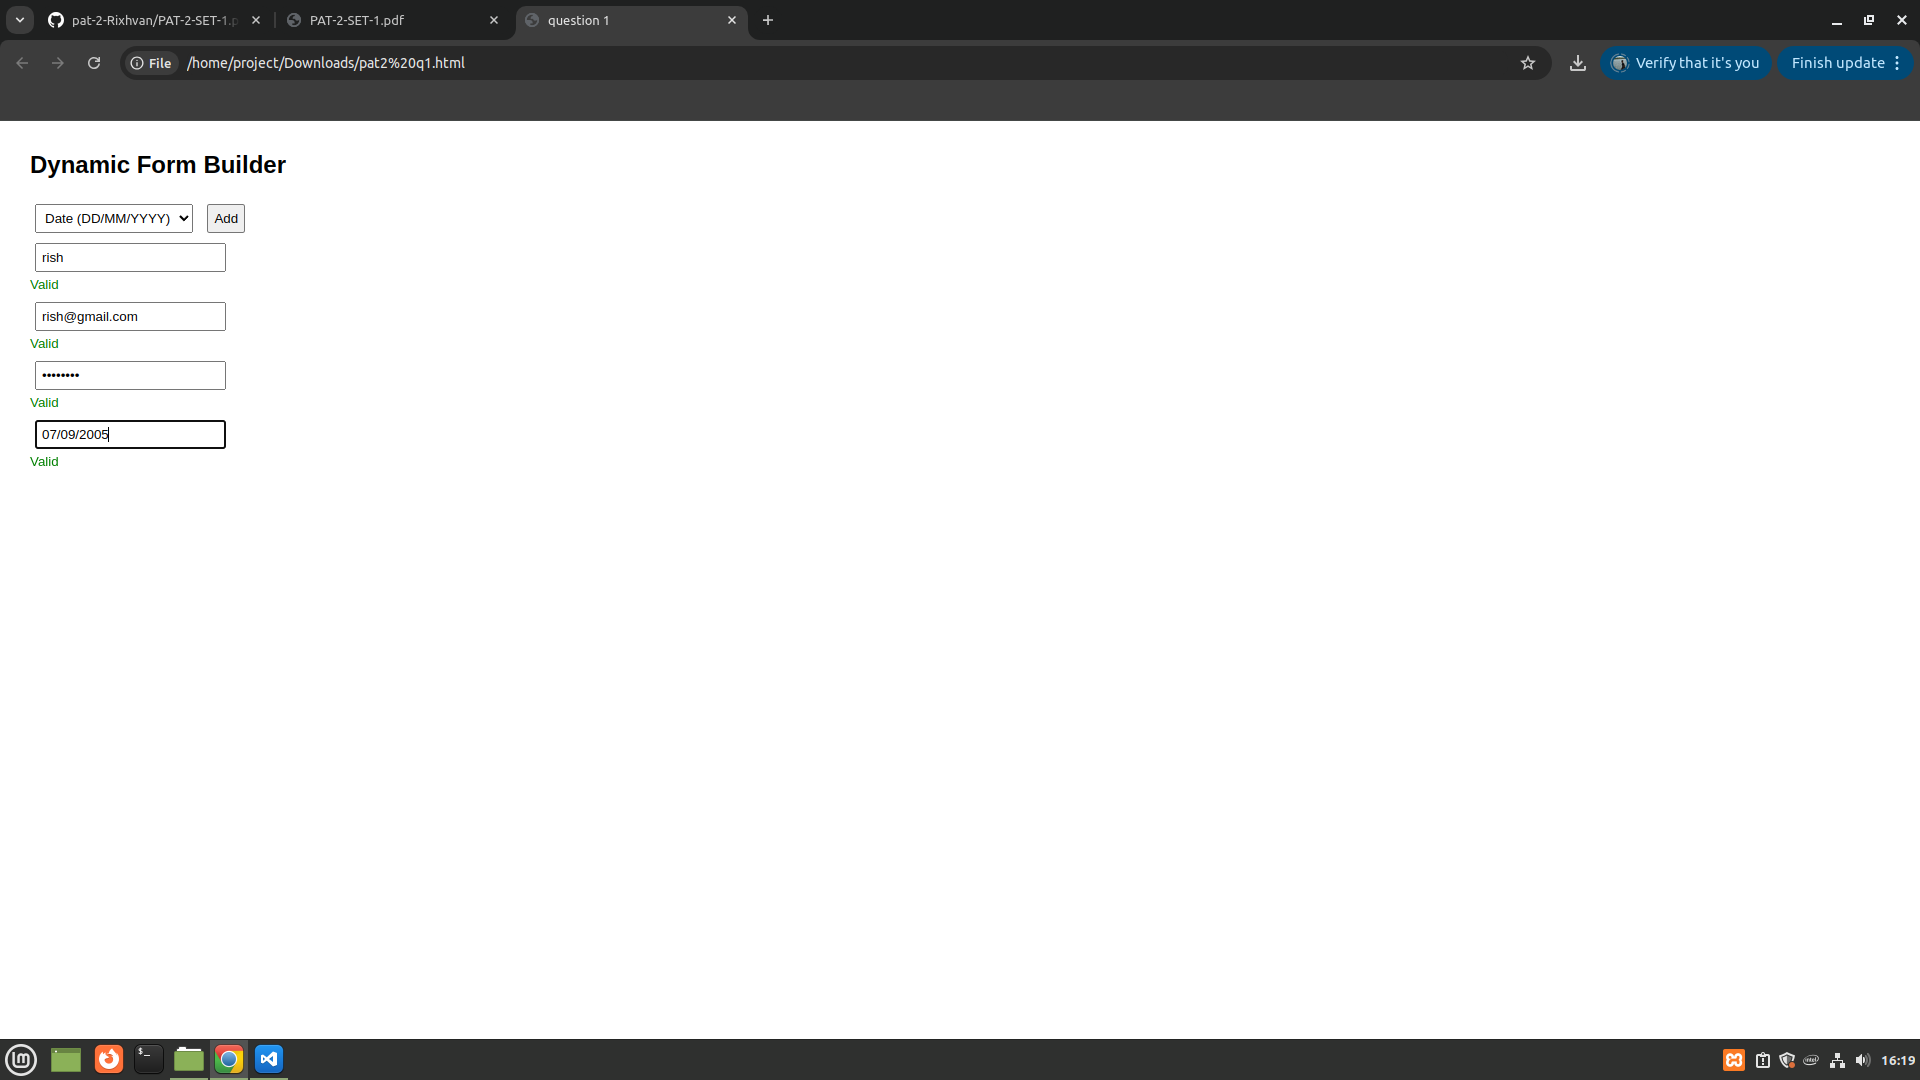 pat-2-Rixhvan/PAT-2-SET-1.p
PAT-2-SET-1.pdf
question 1
File
/home/project/Downloads/pat2%20q1.html
Verify that it's you
Finish update
Dynamic Form Builder
Date (DD/MM/YYYY)
Add
rish
Valid
rish@gmail.com
Valid
••••••••
Valid
07/09/2005
Valid
16:19